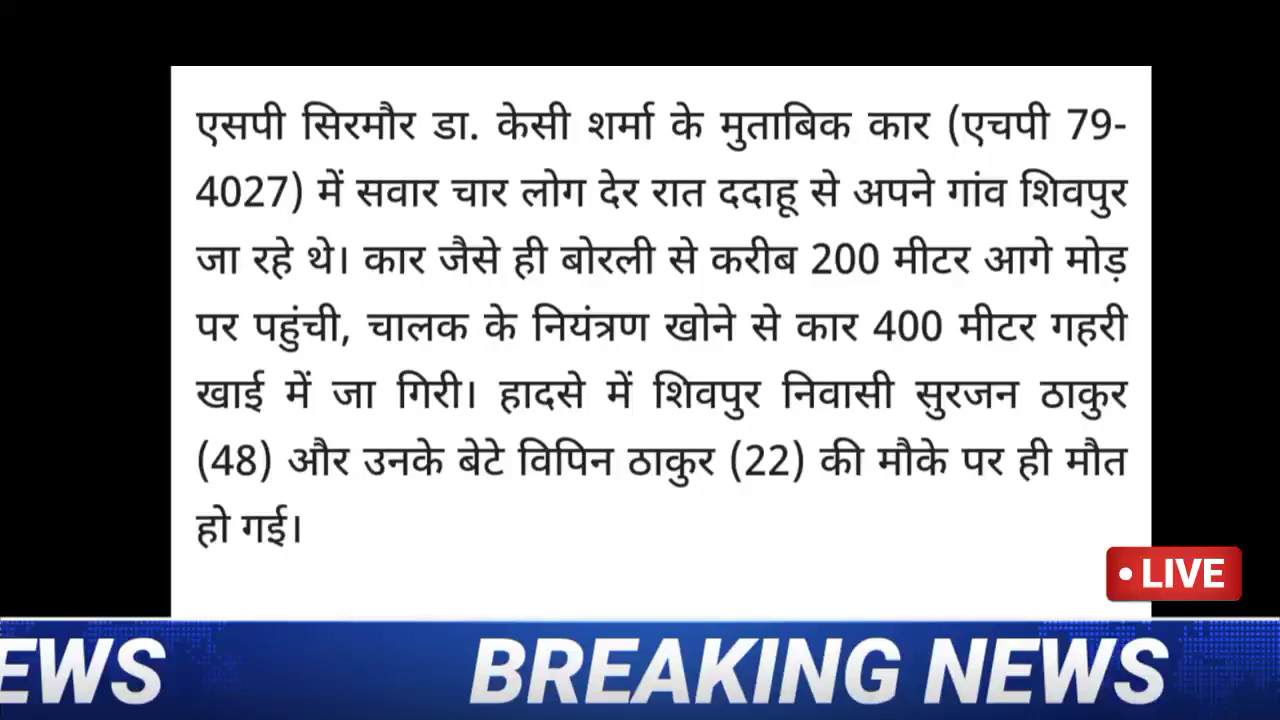 एसपी सिरमौर डा. केसी शर्मा के मुताबिक कार (एचपी 79-
4027) में सवार चार लोग देर रात ददाहू से अपने गांव शिवपुर
जा रहे थे। कार जैसे ही बोरली से करीब 200 मीटर आगे मोड़
पर पहुंची, चालक के नियंत्रण खोने से कार 400 मीटर गहरी
खाई में जा गिरी। हादसे में शिवपुर निवासी सुरजन ठाकुर
(48) और उनके बेटे विपिन ठाकुर (22) की मौके पर ही मौत
हो गई।
• LIVE
EWS BREAKING NEWS